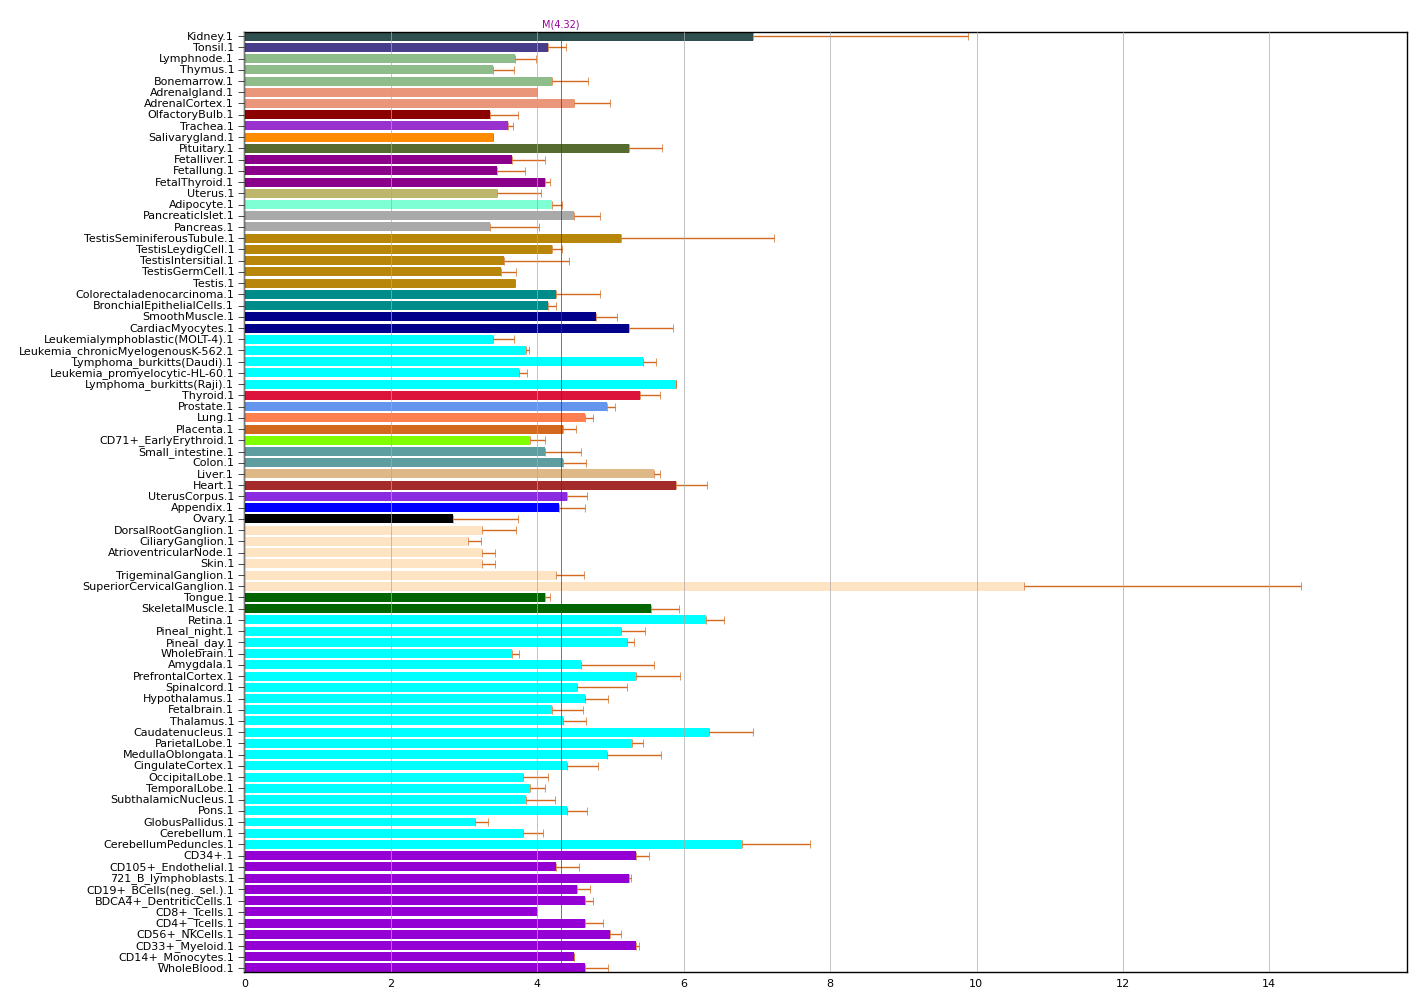 M(4.32)
Kidney.1
Tonsil.1
Lymphnode.1
Thymus.1
Bonemarrow.1
Adrenalgland.1
AdrenalCortex.1
OlfactoryBulb.1
Trachea.1
Salivarygland.1
Pituitary.1
Fetalliver.1
Fetallung.1
FetalThyroid.1
Uterus.1
Adipocyte.1
PancreaticIslet.1
Pancreas.1
TestisSeminiferousTubule.1
TestisLeydigCell.1
TestisIntersitial.1
TestisGermCell.1
Testis.1
Colorectaladenocarcinoma.1
BronchialEpithelialCells.1
SmoothMuscle.1
CardiacMyocytes.1
Leukemialymphoblastic(MOLT-4).1
Leukemia_chronicMyelogenousK-562.1
Lymphoma_burkitts(Daudi).1
Leukemia_promyelocytic-HL-60.1
Lymphoma_burkitts(Raji).1
Thyroid.1
Prostate.1
Lung.1
Placenta.1
CD71+_EarlyErythroid.1
Small_intestine.1
Colon.1
Liver.1
Heart.1
UterusCorpus.1
Appendix.1
Ovary.1
DorsalRootGanglion.1
CiliaryGanglion.1
AtrioventricularNode.1
Skin.1
TrigeminalGanglion.1
SuperiorCervicalGanglion.1
Tongue.1
SkeletalMuscle.1
Retina.1
Pineal_night.1
Pineal_day.1
Wholebrain.1
Amygdala.1
PrefrontalCortex.1
Spinalcord.1
Hypothalamus.1
Fetalbrain.1
Thalamus.1
Caudatenucleus.1
ParietalLobe.1
MedullaOblongata.1
CingulateCortex.1
OccipitalLobe.1
TemporalLobe.1
SubthalamicNucleus.1
Pons.1
GlobusPallidus.1
Cerebellum.1
CerebellumPeduncles.1
CD34+.1
CD105+_Endothelial.1
721_B_lymphoblasts.1
CD19+_BCells(neg._sel.).1
BDCA4+_DentriticCells.1
CD8+_Tcells.1
CD4+_Tcells.1
CD56+_NKCells.1
CD33+_Myeloid.1
CD14+_Monocytes.1
WholeBlood.1
0 2 4 6 8 10 12 14